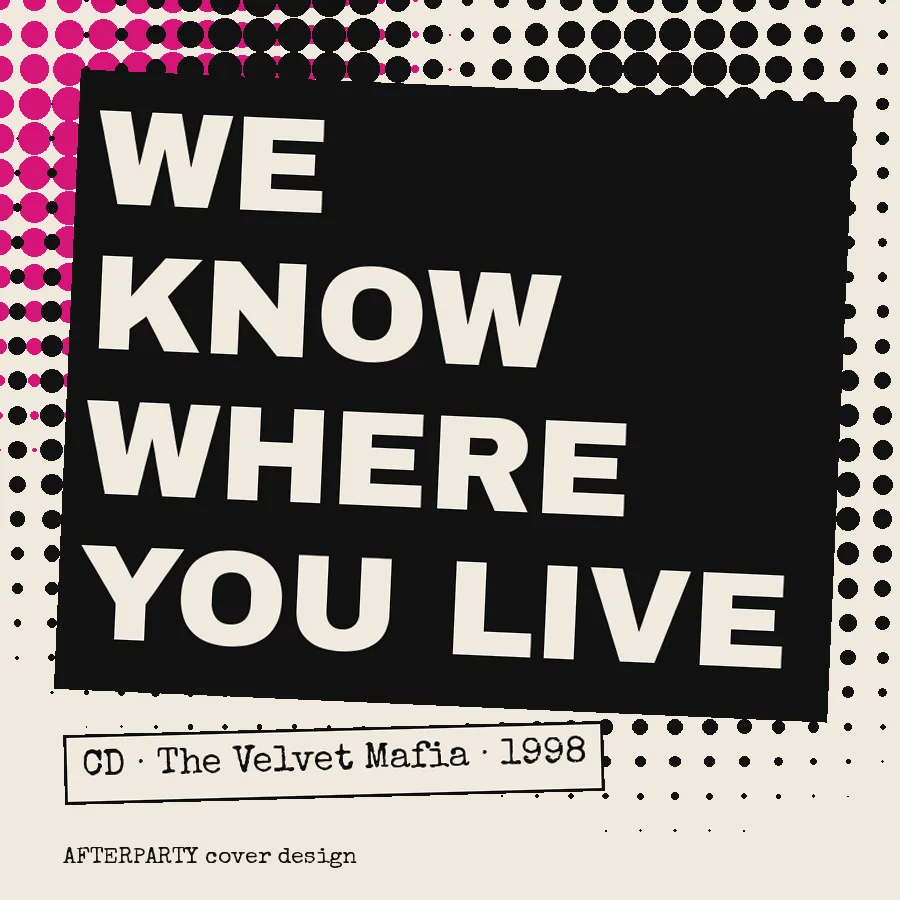 WE
KNOW
WHERE
YOU LIVE
CD · The Velvet Mafia · 1998
AFTERPARTY cover design